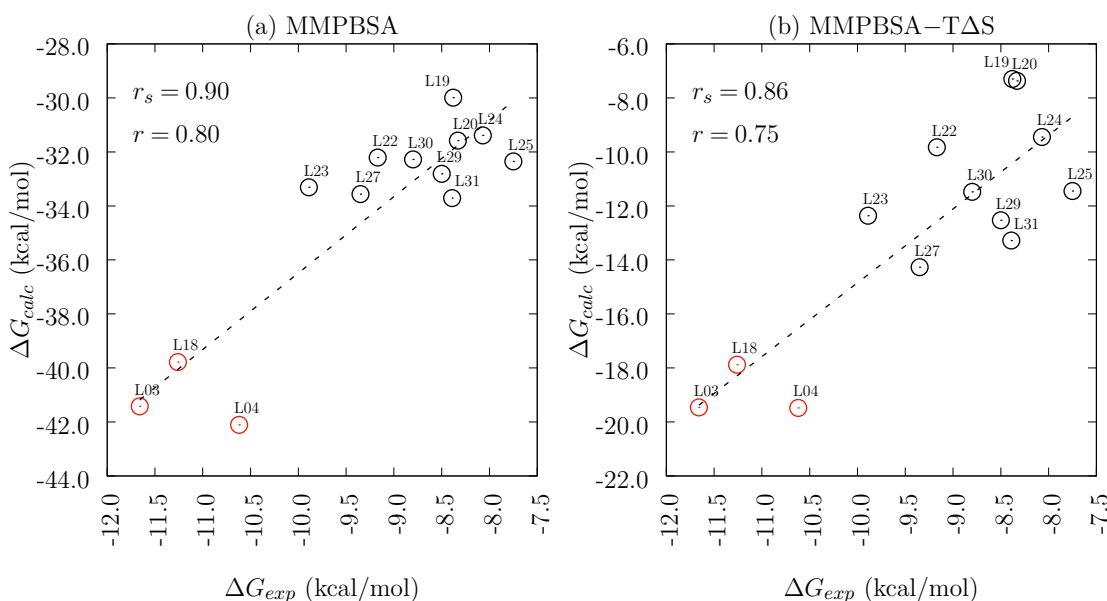 (a) MMPBSA
-28.0
-30.0
-32.0
-34.0
-36.0
-38.0
-40.0
-42.0
-44.0
ΔG_calc (kcal/mol)
r_s = 0.90
r = 0.80
L19
L20
L24
L22
L30
L29
L25
L23
L27
L31
L18
L03
L04
-12.0
-11.5
-11.0
-10.5
-10.0
-9.5
-9.0
-8.5
-8.0
-7.5
ΔG_exp (kcal/mol)
(b) MMPBSA−TΔS
-6.0
-8.0
-10.0
-12.0
-14.0
-16.0
-18.0
-20.0
-22.0
ΔG_calc (kcal/mol)
r_s = 0.86
r = 0.75
L19
L20
L24
L22
L30
L25
L23
L29
L31
L27
L18
L03
L04
-12.0
-11.5
-11.0
-10.5
-10.0
-9.5
-9.0
-8.5
-8.0
-7.5
ΔG_exp (kcal/mol)